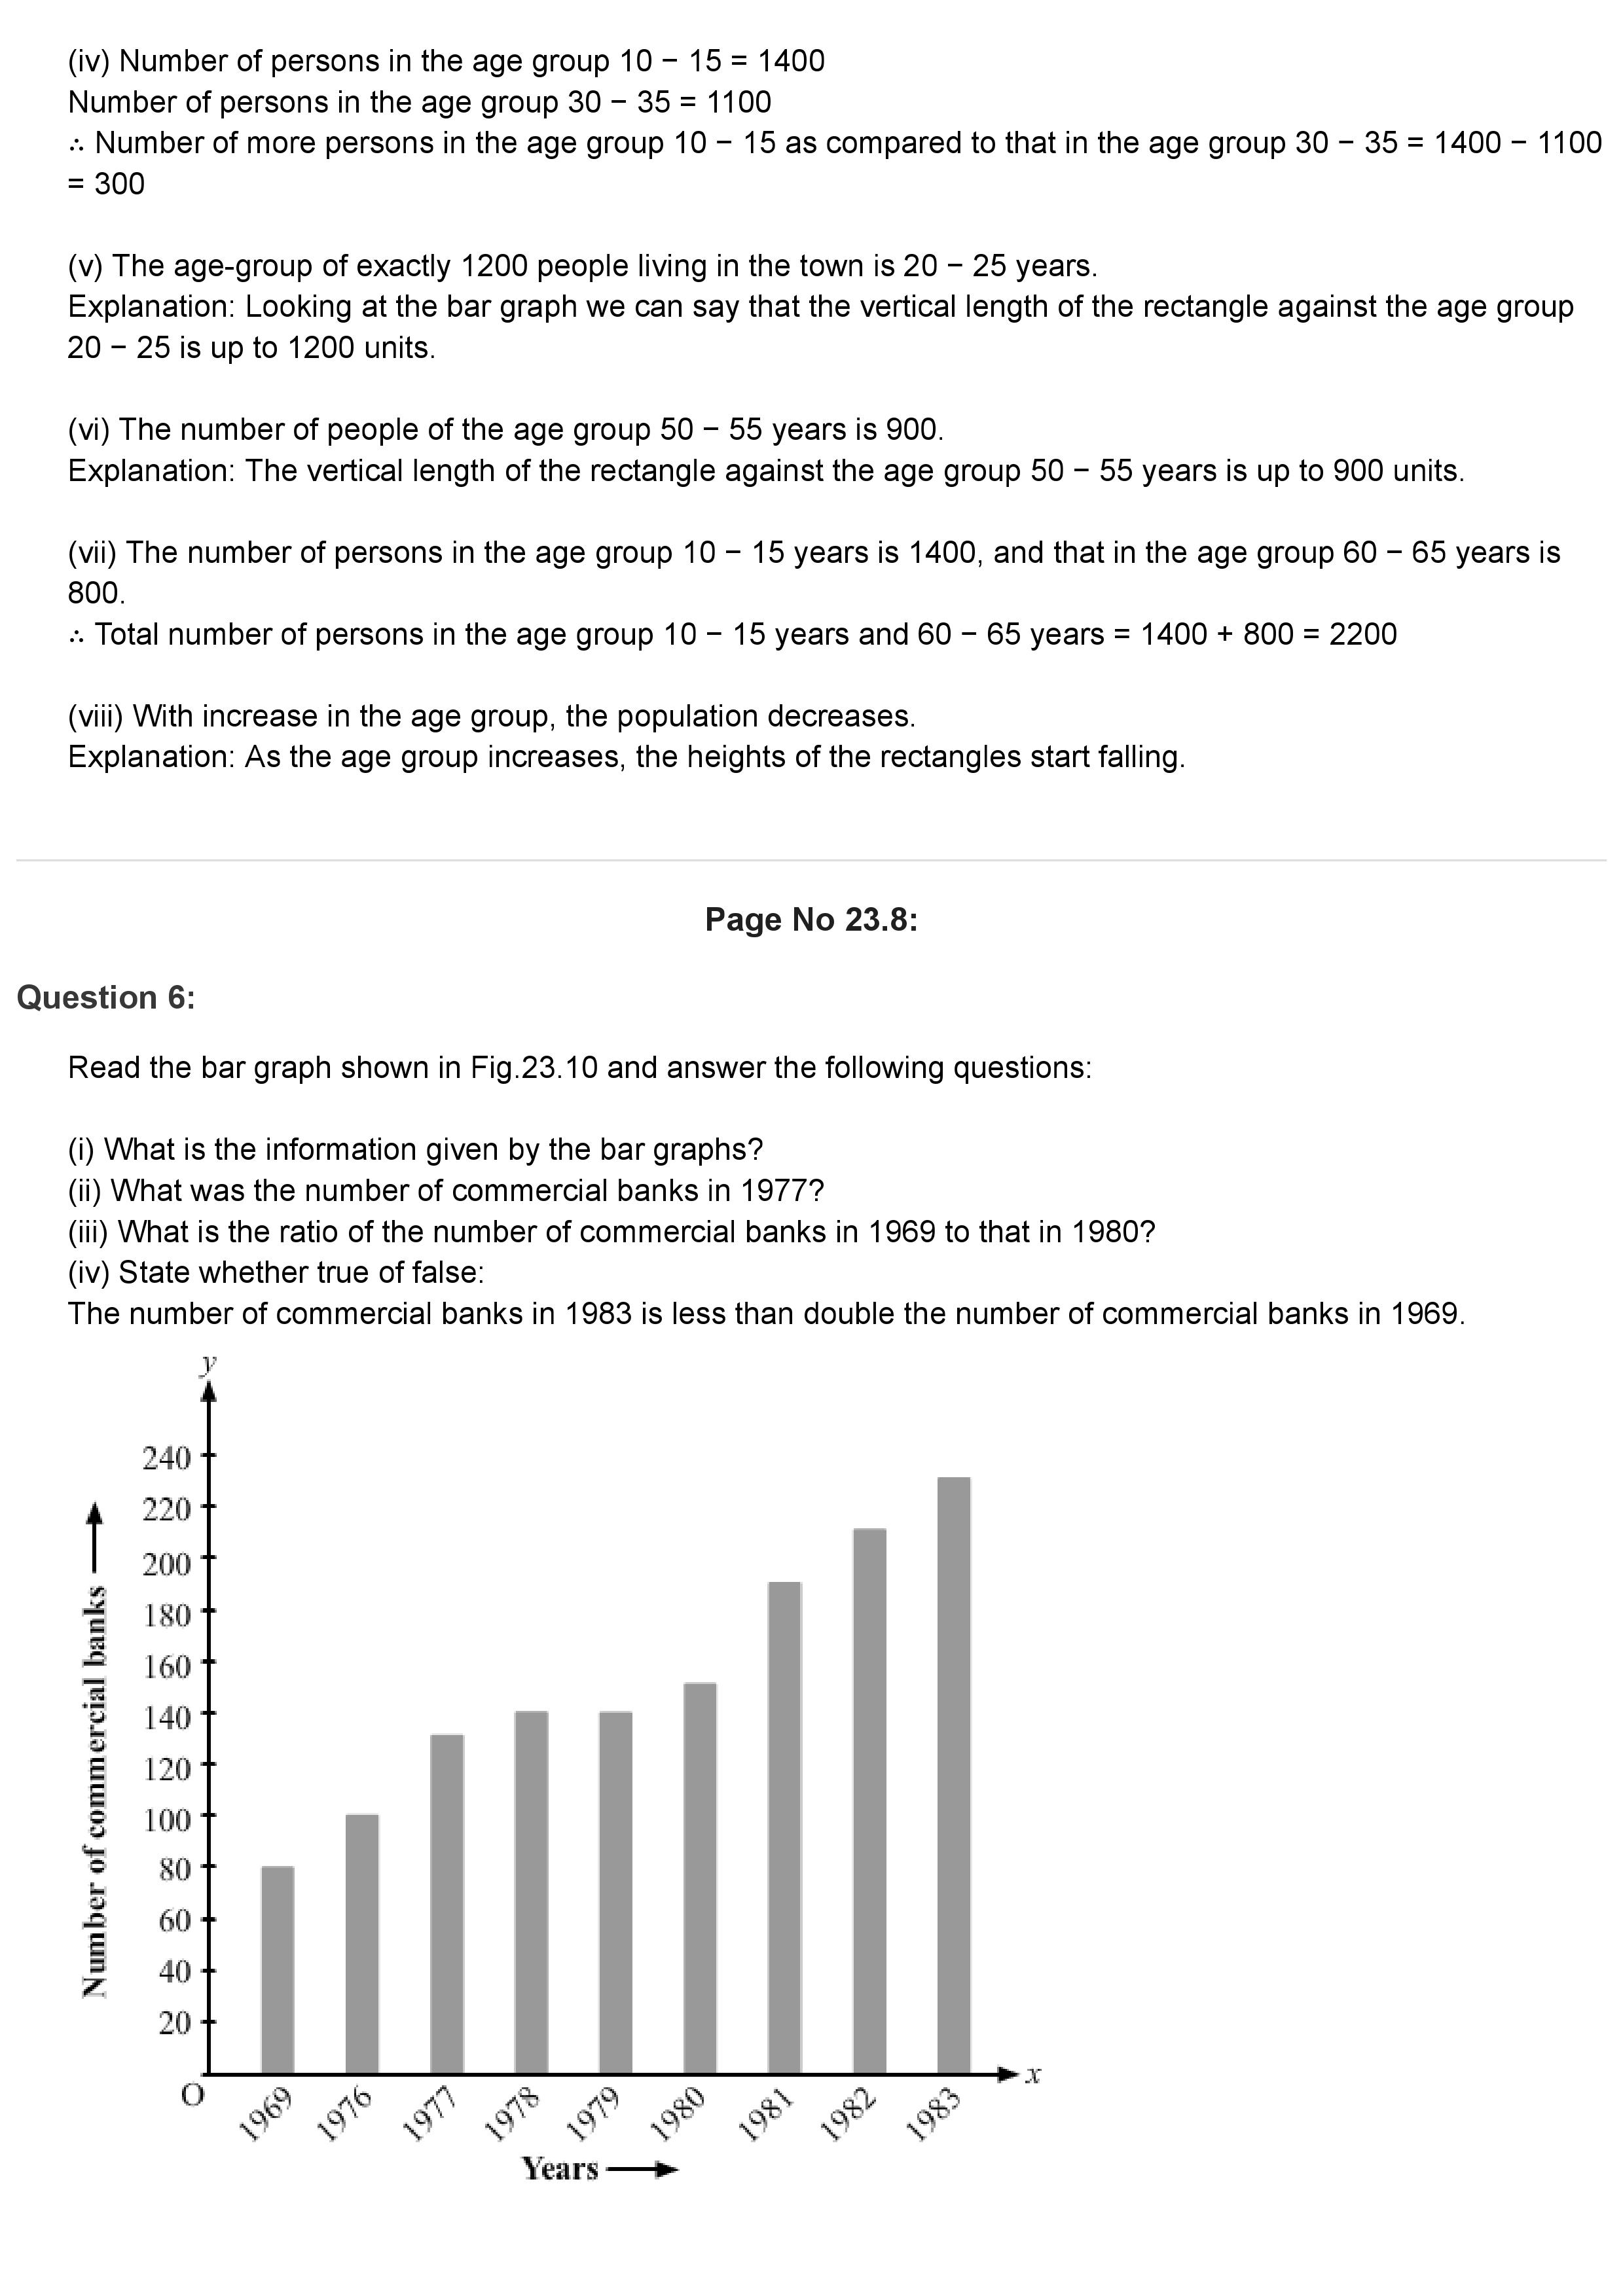 (iv) Number of persons in the age group 10 − 15 = 1400
Number of persons in the age group 30 − 35 = 1100
∴ Number of more persons in the age group 10 − 15 as compared to that in the age group 30 − 35 = 1400 − 1100
= 300
(v) The age-group of exactly 1200 people living in the town is 20 − 25 years.
Explanation: Looking at the bar graph we can say that the vertical length of the rectangle against the age group
20 − 25 is up to 1200 units.
(vi) The number of people of the age group 50 − 55 years is 900.
Explanation: The vertical length of the rectangle against the age group 50 − 55 years is up to 900 units.
(vii) The number of persons in the age group 10 − 15 years is 1400, and that in the age group 60 − 65 years is
800.
∴ Total number of persons in the age group 10 − 15 years and 60 − 65 years = 1400 + 800 = 2200
(viii) With increase in the age group, the population decreases.
Explanation: As the age group increases, the heights of the rectangles start falling.
Page No 23.8:
Question 6:
Read the bar graph shown in Fig.23.10 and answer the following questions:
(i) What is the information given by the bar graphs?
(ii) What was the number of commercial banks in 1977?
(iii) What is the ratio of the number of commercial banks in 1969 to that in 1980?
(iv) State whether true of false:
The number of commercial banks in 1983 is less than double the number of commercial banks in 1969.
y
240
220
200
180
160
140
120
100
80
60
40
20
O
Number of commercial banks
x
1969 1976 1977 1978 1979 1980 1981 1982 1983
Years